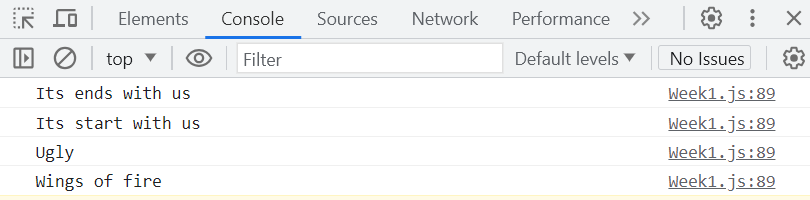 Elements Console Sources Network Performance
top Filter Default levels No Issues
Its ends with us Week1.js:89
Its start with us Week1.js:89
Ugly Week1.js:89
Wings of fire Week1.js:89